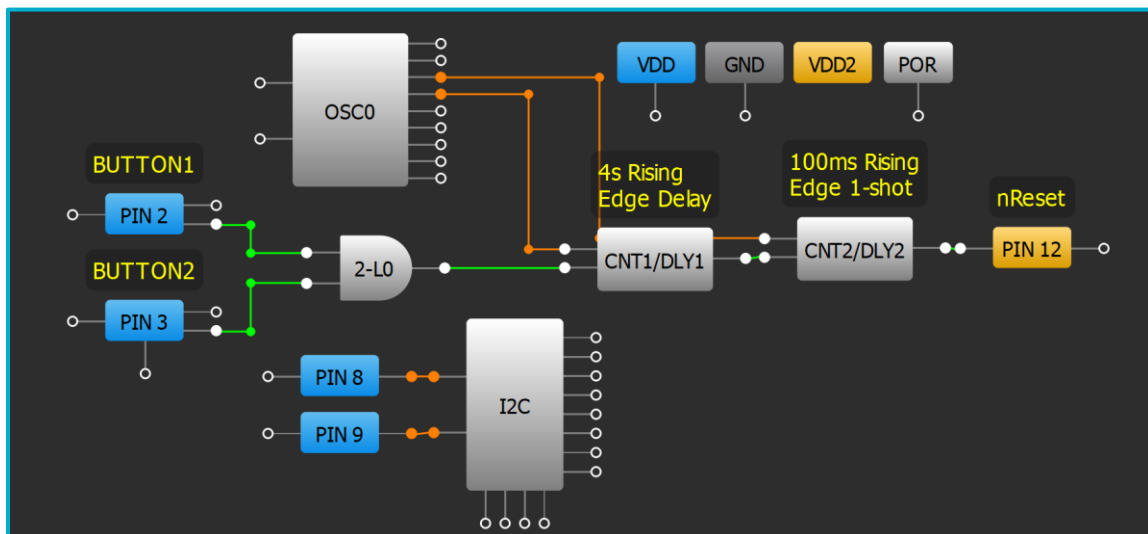 VDD
GND
VDD2
POR
OSC0
BUTTON1
PIN 2
4s Rising
Edge Delay
100ms Rising
Edge 1-shot
nReset
2-L0
CNT1/DLY1
CNT2/DLY2
PIN 12
BUTTON2
PIN 3
PIN 8
PIN 9
I2C